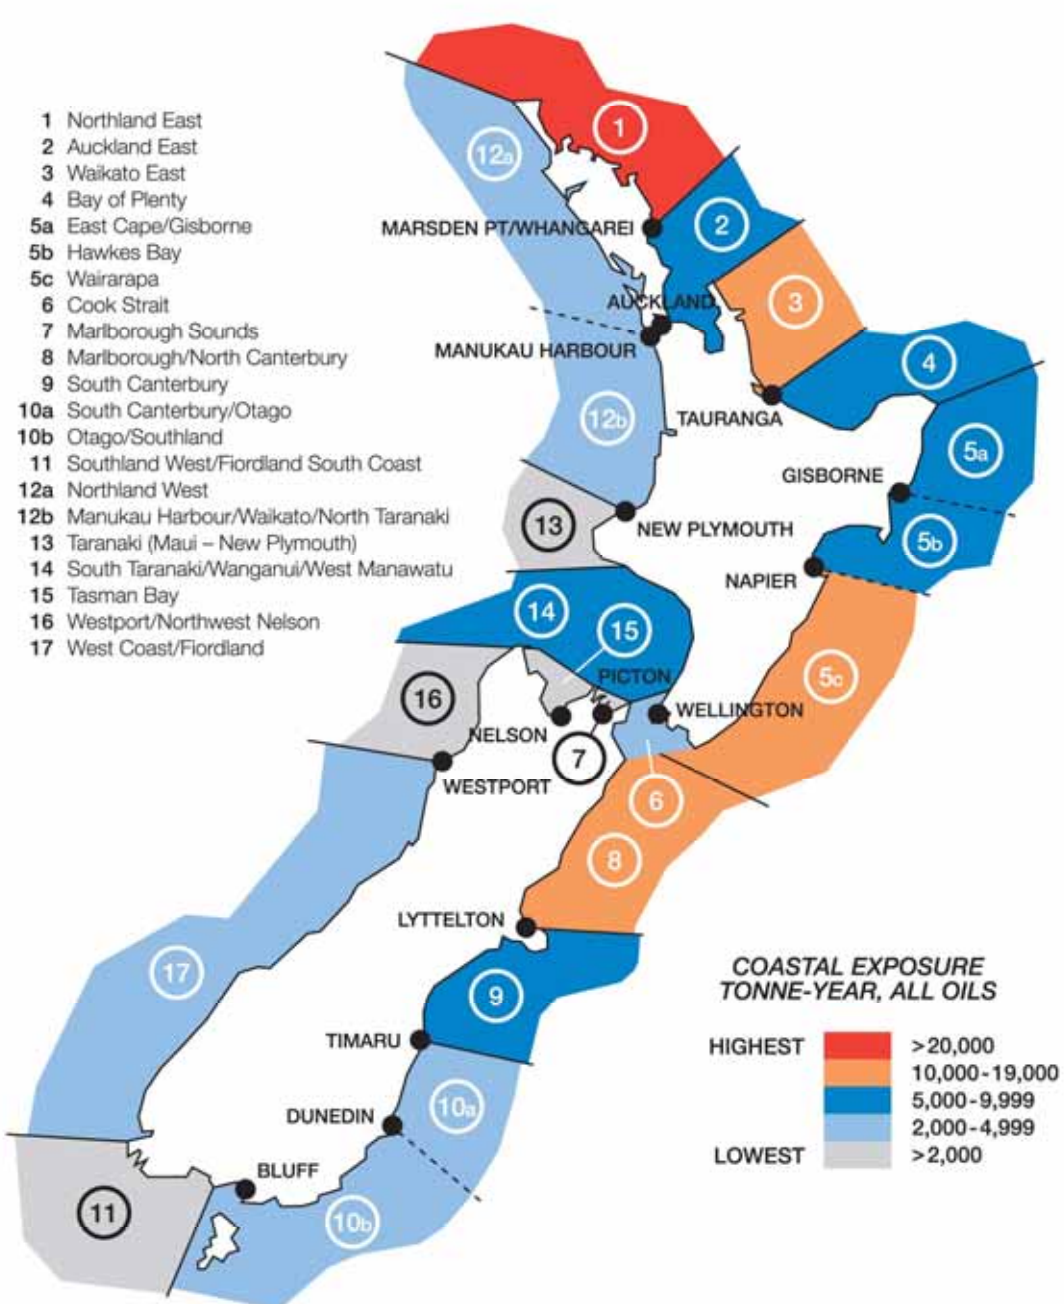 1 Northland East
2 Auckland East
3 Waikato East
4 Bay of Plenty
5a East Cape/Gisborne
5b Hawkes Bay
5c Wairarapa
6 Cook Strait
7 Marlborough Sounds
8 Marlborough/North Canterbury
9 South Canterbury
10a South Canterbury/Otago
10b Otago/Southland
11 Southland West/Fiordland South Coast
12a Northland West
12b Manukau Harbour/Waikato/North Taranaki
13 Taranaki (Maui – New Plymouth)
14 South Taranaki/Wanganui/West Manawatu
15 Tasman Bay
16 Westport/Northwest Nelson
17 West Coast/Fiordland
1
12a
MARSDEN PT/WHANGAREI
2
AUCKLAND
3
MANUKAU HARBOUR
4
TAURANGA
12b
5a
GISBORNE
13
NEW PLYMOUTH
5b
NAPIER
14
15
PICTON
5c
16
WELLINGTON
NELSON
7
WESTPORT
6
8
LYTTELTON
17
9
TIMARU
10a
DUNEDIN
BLUFF
11
10b
COASTAL EXPOSURE
TONNE-YEAR, ALL OILS
HIGHEST >20,000
10,000-19,000
5,000-9,999
2,000-4,999
LOWEST >2,000